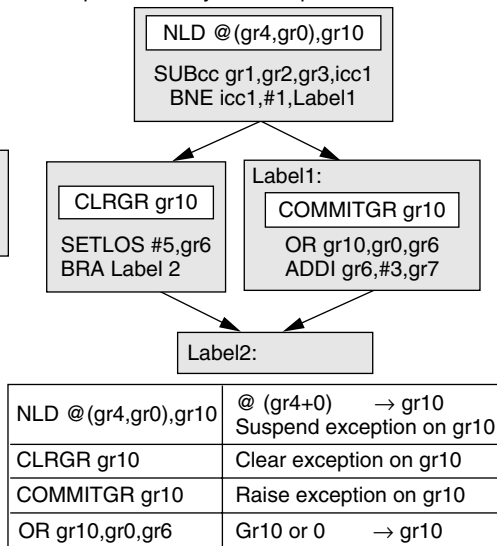 NLD @(gr4,gr0),gr10
SUBcc gr1,gr2,gr3,icc1
BNE icc1,#1,Label1
CLRGR gr10
SETLOS #5,gr6
BRA Label 2
Label1:
COMMITGR gr10
OR gr10,gr0,gr6
ADDI gr6,#3,gr7
Label2:
NLD @(gr4,gr0),gr10 @ (gr4+0) → gr10
Suspend exception on gr10
CLRGR gr10 Clear exception on gr10
COMMITGR gr10 Raise exception on gr10
OR gr10,gr0,gr6 Gr10 or 0 → gr10